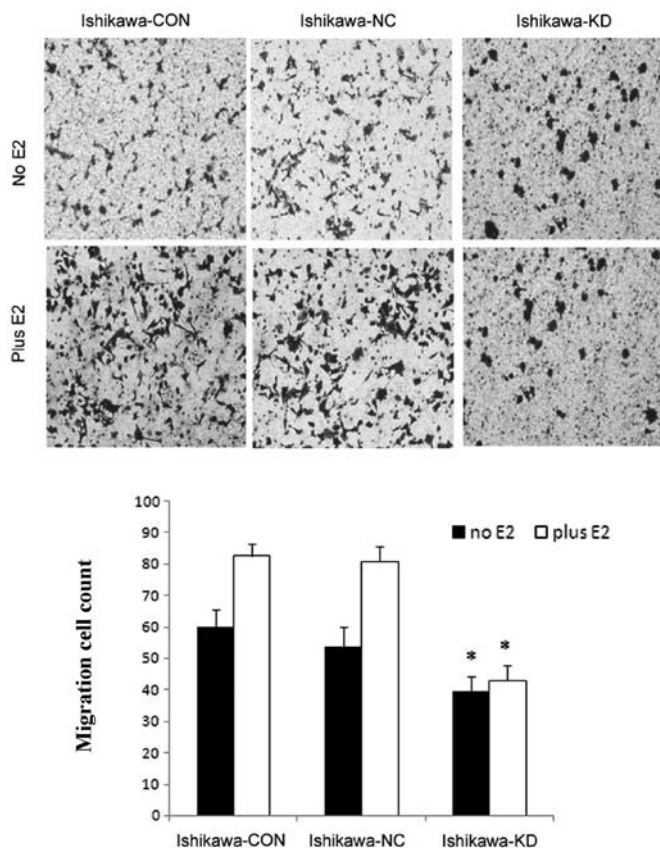 Ishikawa-CON Ishikawa-NC Ishikawa-KD
No E2
Plus E2
100
90
80
70
60
50
40
30
20
10
0
Migration cell count
no E2 plus E2
* *
Ishikawa-CON Ishikawa-NC Ishikawa-KD